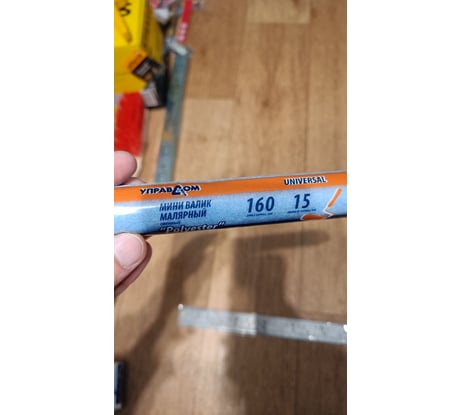 УПРАВДОМ
UNIVERSAL
МИНИ ВАЛИК
МАЛЯРНЫЙ
160
15
"Polyester"